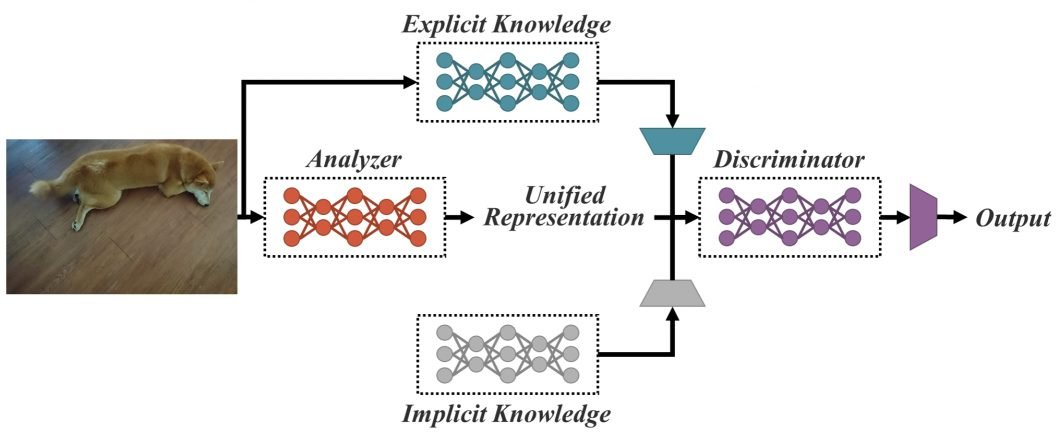 Explicit Knowledge
Analyzer
Unified
Representation
Discriminator
Output
Implicit Knowledge